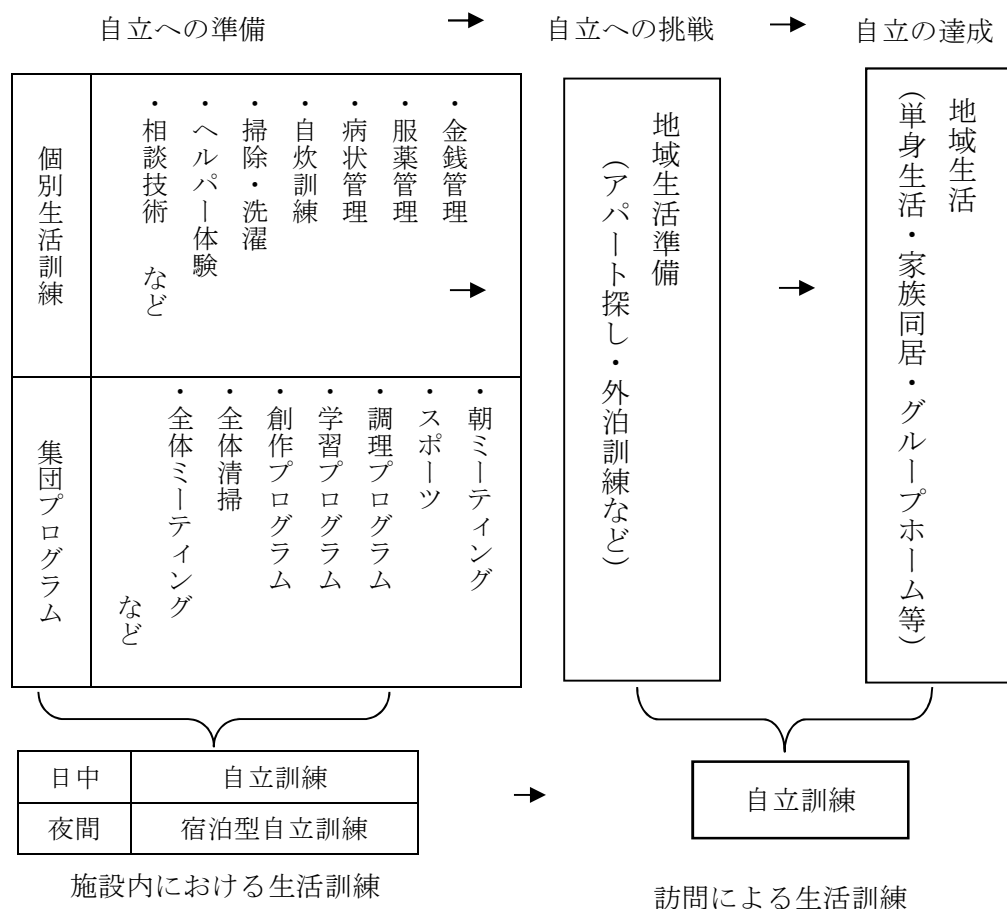 自立への準備 → 自立への挑戦 → 自立の達成
個別生活訓練
・金銭管理
・服薬管理
・病状管理
・自炊訓練
・掃除・洗濯
・ヘルパー体験
・相談技術 など
→
集団プログラム
・朝ミーティング
・スポーツ
・調理プログラム
・学習プログラム
・創作プログラム
・全体清掃
・全体ミーティング
など
地域生活準備
(アパート探し・外泊訓練など)
→
地域生活
(単身生活・家族同居・グループホーム等)
日中 自立訓練
夜間 宿泊型自立訓練
施設内における生活訓練
→
自立訓練
訪問による生活訓練